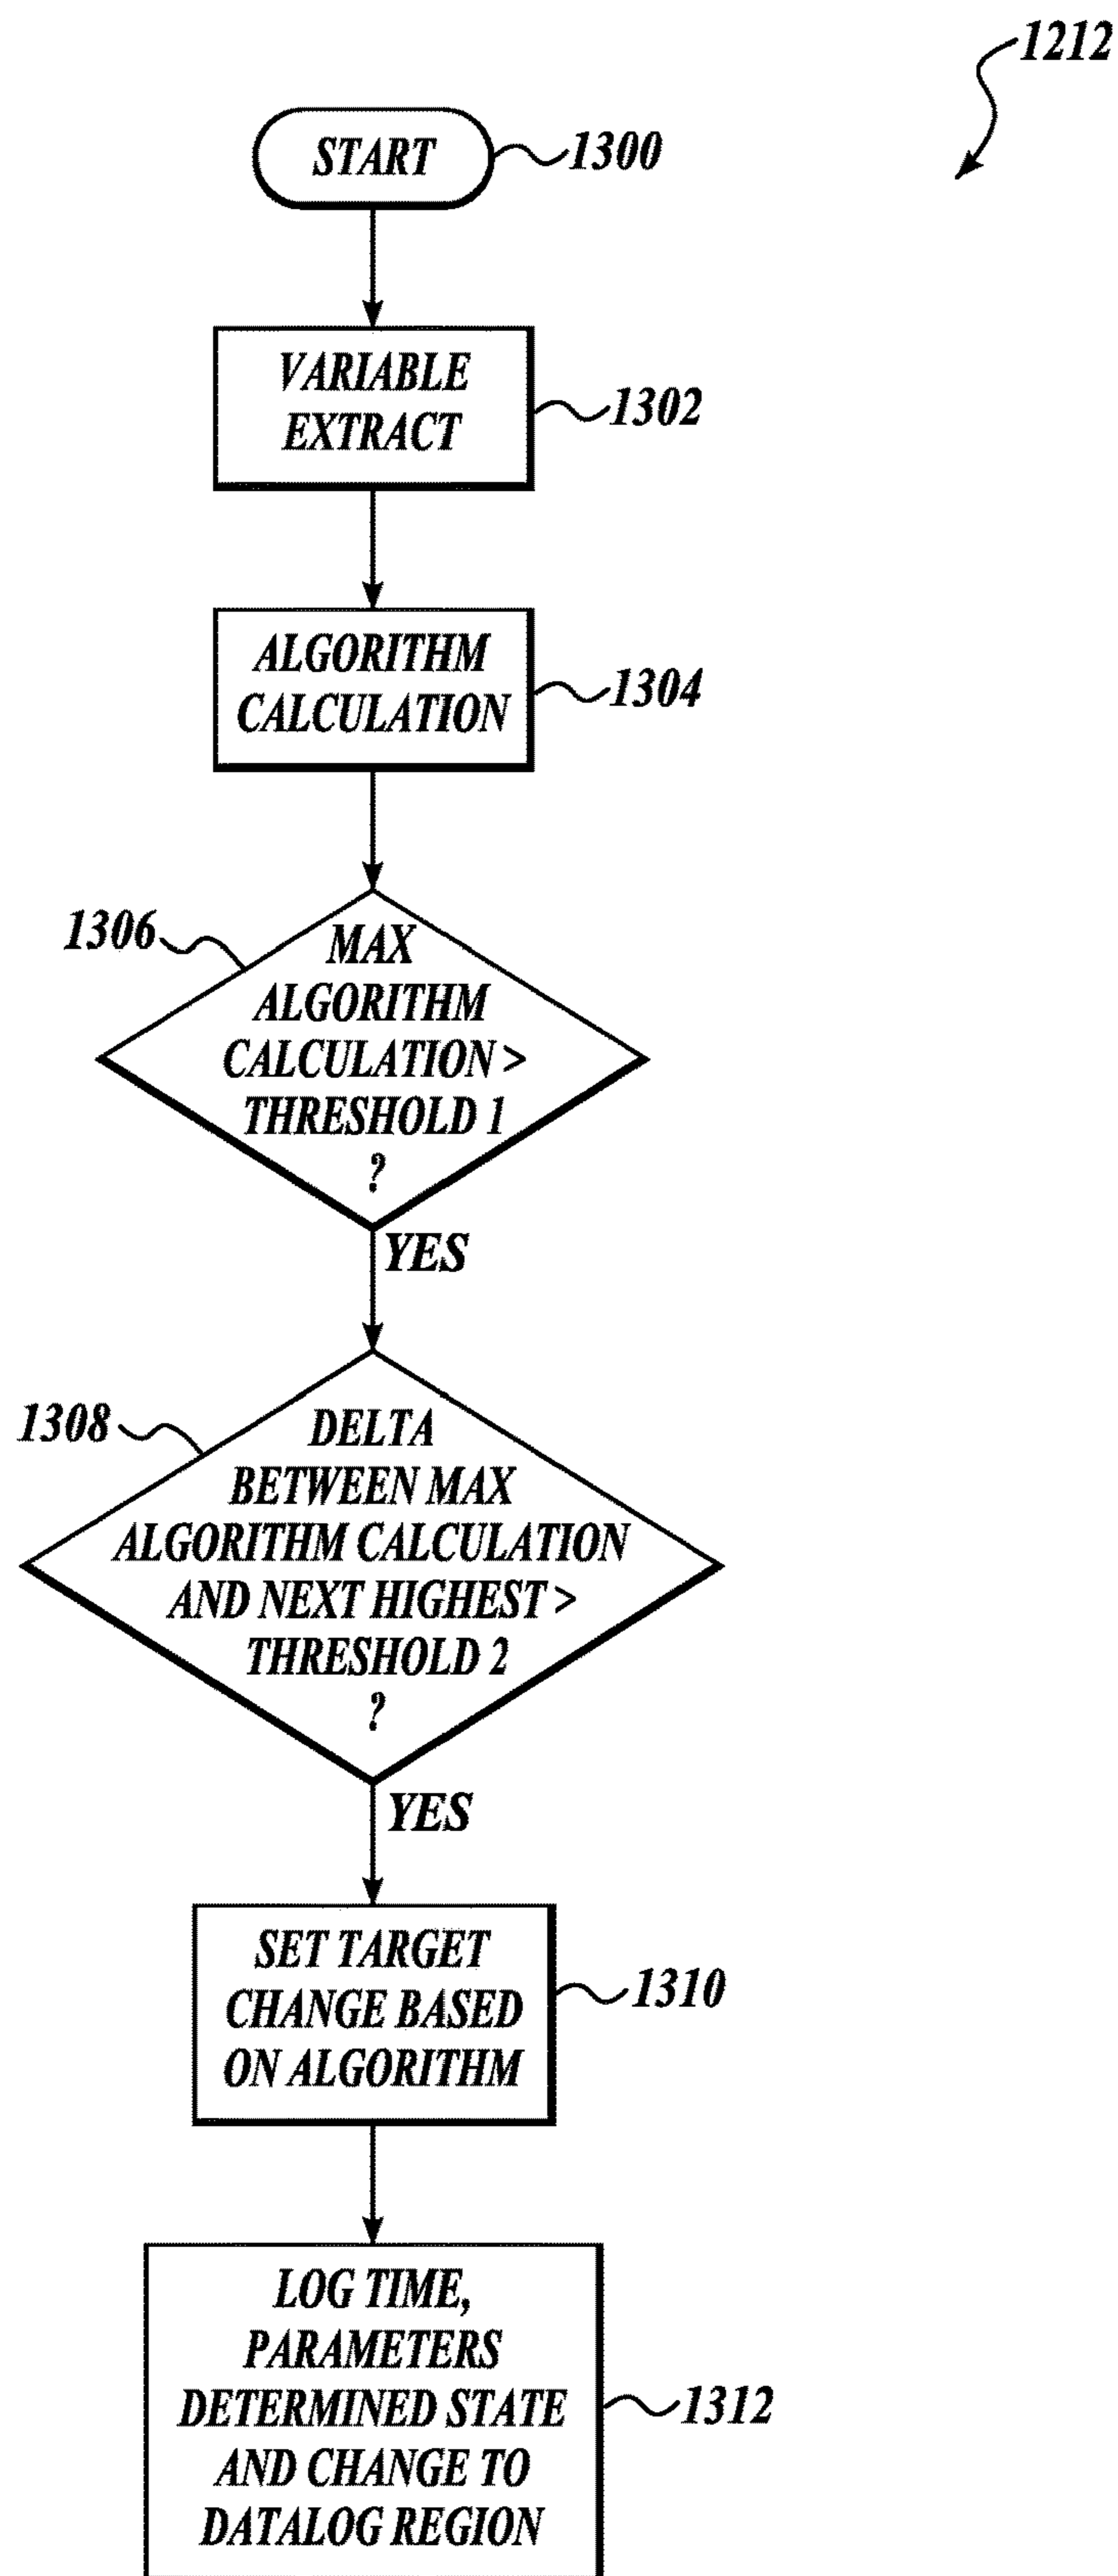 1212
START
1300
VARIABLE
EXTRACT
1302
ALGORITHM
CALCULATION
1304
1306
MAX
ALGORITHM
CALCULATION >
THRESHOLD 1
?
YES
1308
DELTA
BETWEEN MAX
ALGORITHM CALCULATION
AND NEXT HIGHEST >
THRESHOLD 2
?
YES
SET TARGET
CHANGE BASED
ON ALGORITHM
1310
LOG TIME,
PARAMETERS
DETERMINED STATE
AND CHANGE TO
DATALOG REGION
1312